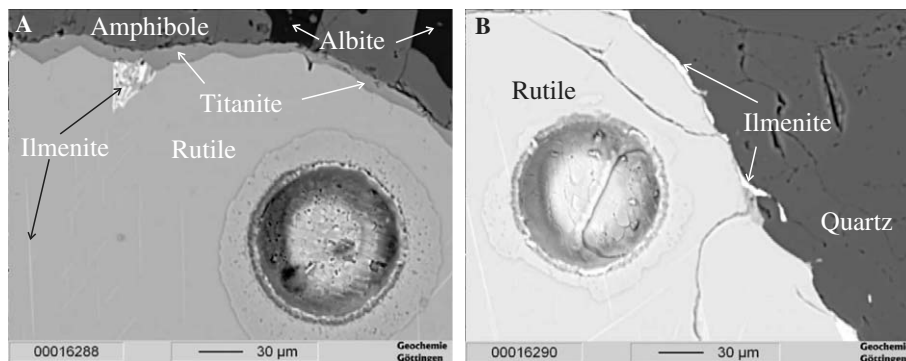 A
Amphibole
Albite
Titanite
Ilmenite
Rutile
00016288
30 µm
Geochemie
Göttingen
B
Rutile
Ilmenite
Quartz
00016290
30 µm
Geochemie
Göttingen